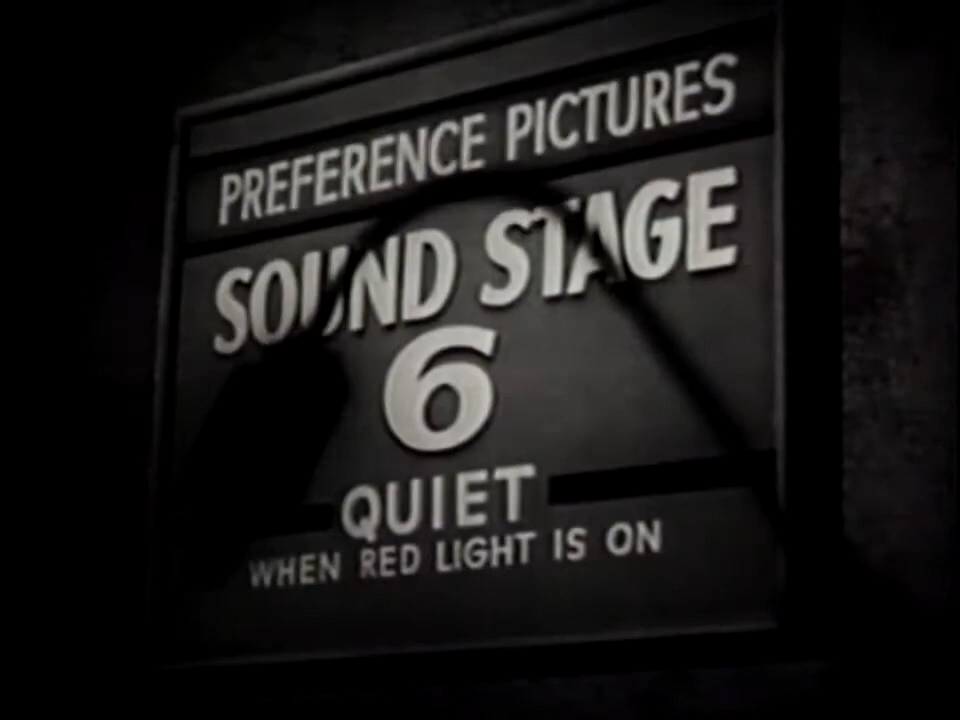 PREFERENCE PICTURES
SOUND STAGE
6
QUIET
WHEN RED LIGHT IS ON